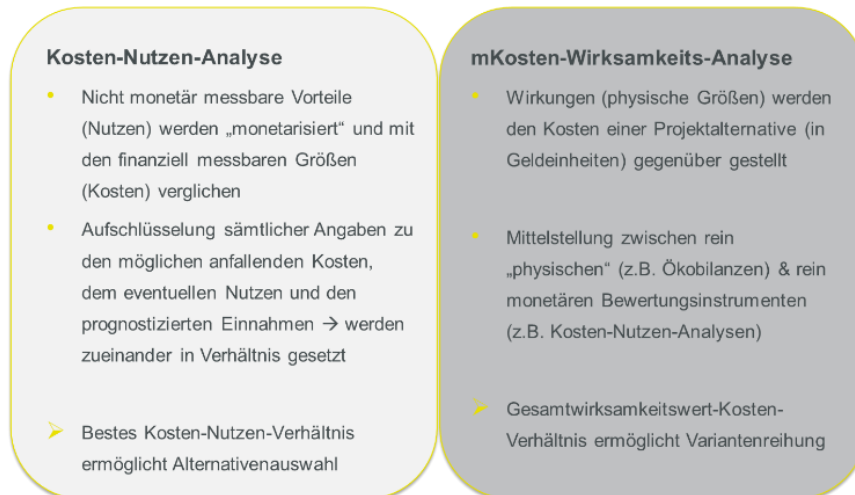 Kosten-Nutzen-Analyse
• Nicht monetär messbare Vorteile
(Nutzen) werden „monetarisiert“ und mit
den finanziell messbaren Größen
(Kosten) verglichen
• Aufschlüsselung sämtlicher Angaben zu
den möglichen anfallenden Kosten,
dem eventuellen Nutzen und den
prognostizierten Einnahmen → werden
zueinander in Verhältnis gesetzt
➢ Bestes Kosten-Nutzen-Verhältnis
ermöglicht Alternativenauswahl
mKosten-Wirksamkeits-Analyse
• Wirkungen (physische Größen) werden
den Kosten einer Projektalternative (in
Geldeinheiten) gegenüber gestellt
• Mittelstellung zwischen rein
„physischen“ (z.B. Ökobilanzen) & rein
monetären Bewertungsinstrumenten
(z.B. Kosten-Nutzen-Analysen)
➢ Gesamtwirksamkeitswert-Kosten-
Verhältnis ermöglicht Variantenreihung